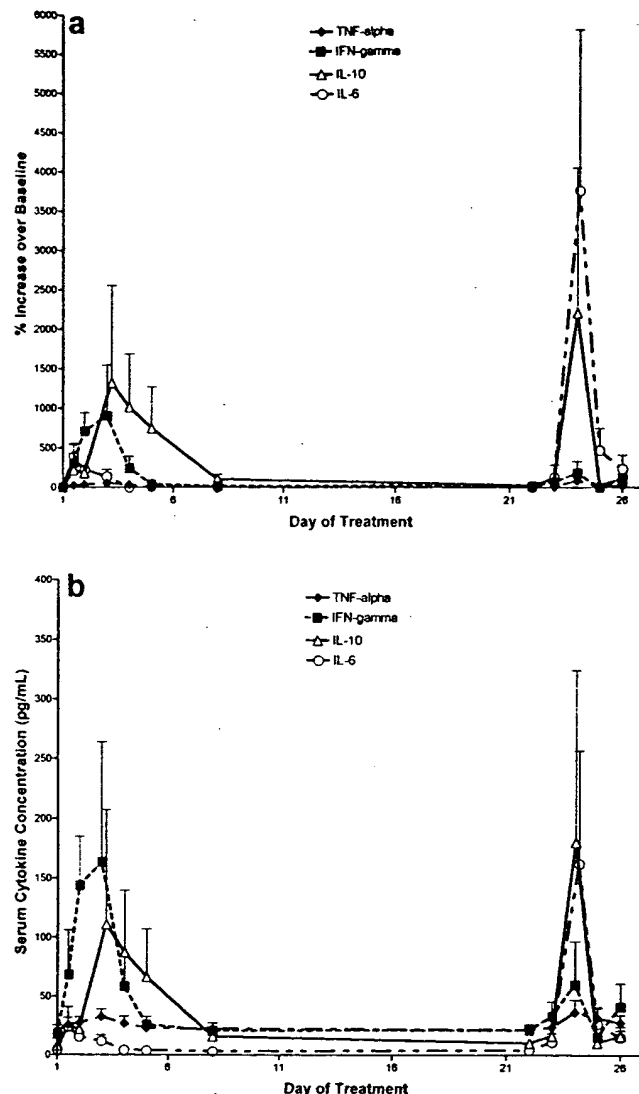 a
6000
5500
5000
4500
4000
3500
3000
2500
2000
1500
1000
500
0
% Increase over Baseline
TNF-alpha
IFN-gamma
IL-10
IL-6
1 6 11 16 21 26
Day of Treatment
b
400
350
300
250
200
150
100
50
0
Serum Cytokine Concentration (pg/mL)
TNF-alpha
IFN-gamma
IL-10
IL-6
1 6 11 16 21 26
Day of Treatment